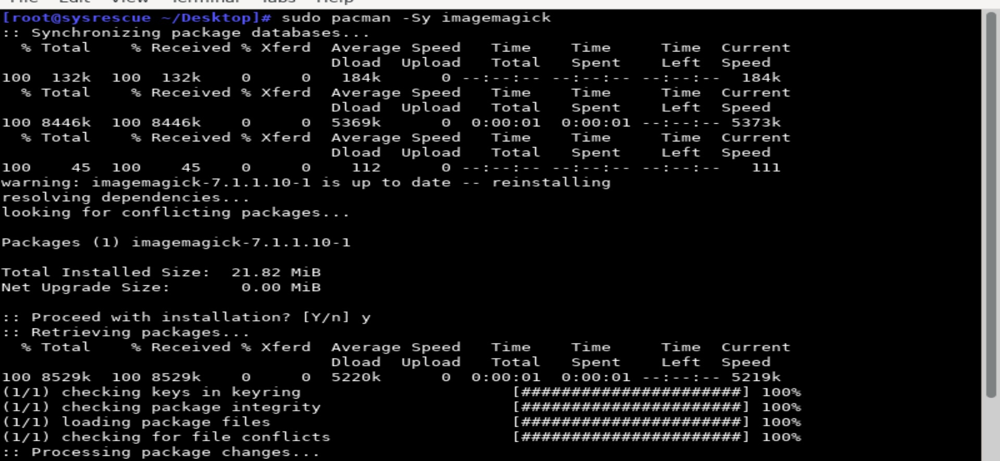 File Edit View Terminal Tabs Help
[root@sysrescue ~/Desktop]# sudo pacman -Sy imagemagick
:: Synchronizing package databases...
  % Total    % Received % Xferd  Average Speed   Time    Time     Time  Current
                                 Dload  Upload   Total   Spent    Left  Speed
100  132k  100  132k    0     0   184k      0 --:--:-- --:--:-- --:--:--  184k
  % Total    % Received % Xferd  Average Speed   Time    Time     Time  Current
                                 Dload  Upload   Total   Spent    Left  Speed
100 8446k  100 8446k    0     0  5369k      0  0:00:01  0:00:01 --:--:-- 5373k
  % Total    % Received % Xferd  Average Speed   Time    Time     Time  Current
                                 Dload  Upload   Total   Spent    Left  Speed
100    45  100    45    0     0    112      0 --:--:-- --:--:-- --:--:--   111
warning: imagemagick-7.1.1.10-1 is up to date -- reinstalling
resolving dependencies...
looking for conflicting packages...
Packages (1) imagemagick-7.1.1.10-1
Total Installed Size:  21.82 MiB
Net Upgrade Size:       0.00 MiB
:: Proceed with installation? [Y/n] y
:: Retrieving packages...
  % Total    % Received % Xferd  Average Speed   Time    Time     Time  Current
                                 Dload  Upload   Total   Spent    Left  Speed
100 8529k  100 8529k    0     0  5220k      0  0:00:01  0:00:01 --:--:-- 5219k
(1/1) checking keys in keyring                     [######################] 100%
(1/1) checking package integrity                   [######################] 100%
(1/1) loading package files                        [######################] 100%
(1/1) checking for file conflicts                  [######################] 100%
:: Processing package changes...